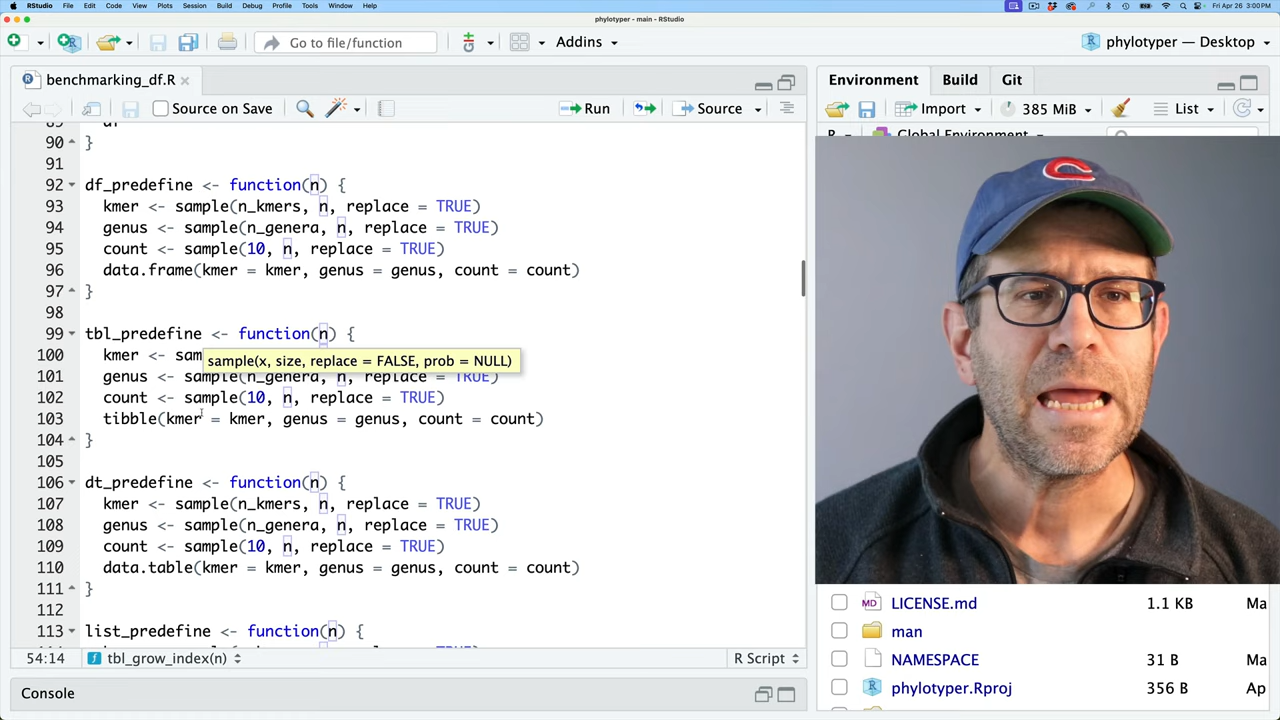 RStudio File Edit Code View Plots Session Build Debug Profile Tools Window Help Fri Apr 26 3:00 PM
phylotyper - main - RStudio
Go to file/function Addins phylotyper — Desktop
benchmarking_df.R Environment Build Git
Source on Save Run Source Import 385 MiB List
R Global Environment
90 }
91
92 df_predefine <- function(n) {
93 kmer <- sample(n_kmers, n, replace = TRUE)
94 genus <- sample(n_genera, n, replace = TRUE)
95 count <- sample(10, n, replace = TRUE)
96 data.frame(kmer = kmer, genus = genus, count = count)
97 }
98
99 tbl_predefine <- function(n) {
100 kmer <- sam
sample(x, size, replace = FALSE, prob = NULL)
101 genus <- sample(n_genera, n, replace = TRUE)
102 count <- sample(10, n, replace = TRUE)
103 tibble(kmer = kmer, genus = genus, count = count)
104 }
105
106 dt_predefine <- function(n) {
107 kmer <- sample(n_kmers, n, replace = TRUE)
108 genus <- sample(n_genera, n, replace = TRUE)
109 count <- sample(10, n, replace = TRUE)
110 data.table(kmer = kmer, genus = genus, count = count)
111 }
112
113 list_predefine <- function(n) {
54:14 tbl_grow_index(n) R Script
Console
C
MD LICENSE.md 1.1 KB Ma
man
NAMESPACE 31 B Ma
phylotyper.Rproj 356 B Ap